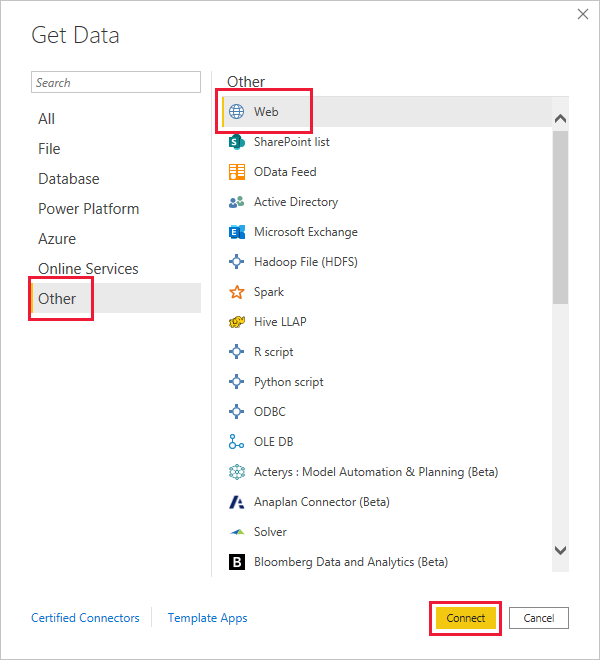 Get Data
Search
All
File
Database
Power Platform
Azure
Online Services
Other
Other
Web
SharePoint list
OData Feed
Active Directory
Microsoft Exchange
Hadoop File (HDFS)
Spark
Hive LLAP
R script
Python script
ODBC
OLE DB
Acterys : Model Automation & Planning (Beta)
Anaplan Connector (Beta)
Solver
Bloomberg Data and Analytics (Beta)
Certified Connectors
Template Apps
Connect
Cancel